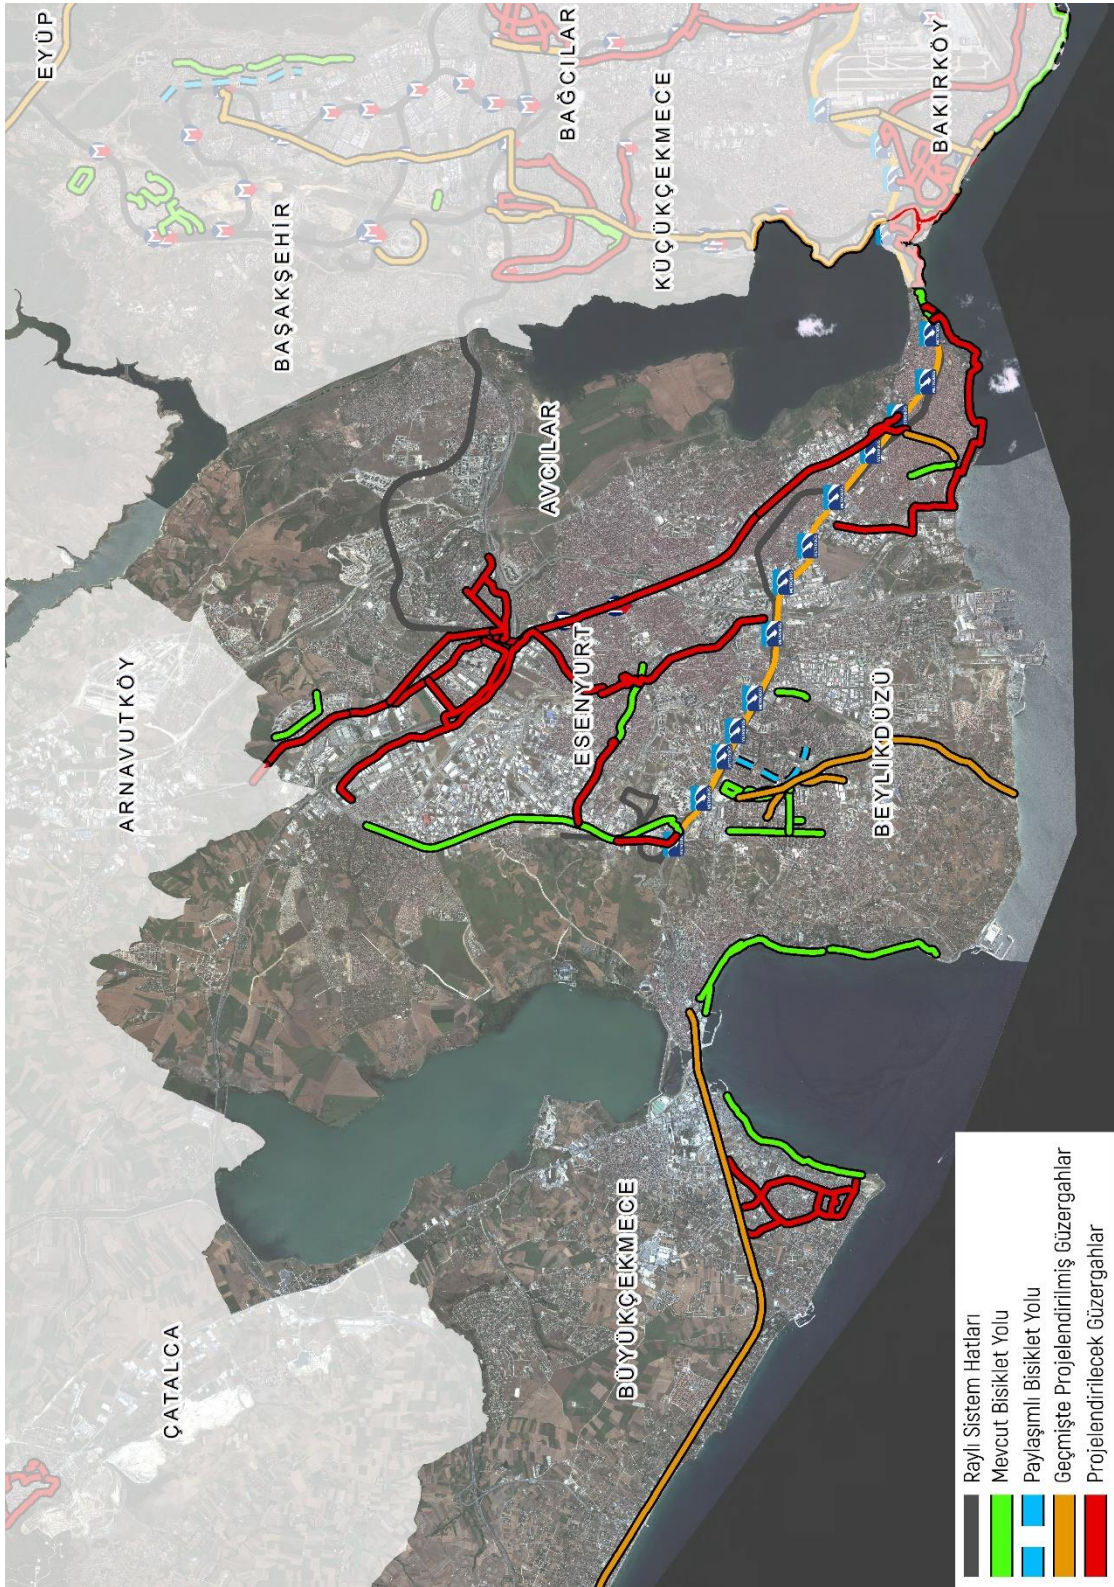 EYÜP
BAĞCILAR
BAKIRKÖY
KÜÇÜKÇEKMECE
BAŞAKŞEHİR
AVCILAR
ARNAVUTKÖY
ESENYURT
BEYLİKDÜZÜ
BÜYÜKÇEKMECE
ÇATALCA
Raylı Sistem Hatları
Mevcut Bisiklet Yolu
Paylaşımlı Bisiklet Yolu
Geçmişte Projelendirilmiş Güzergahlar
Projelendirilecek Güzergahlar